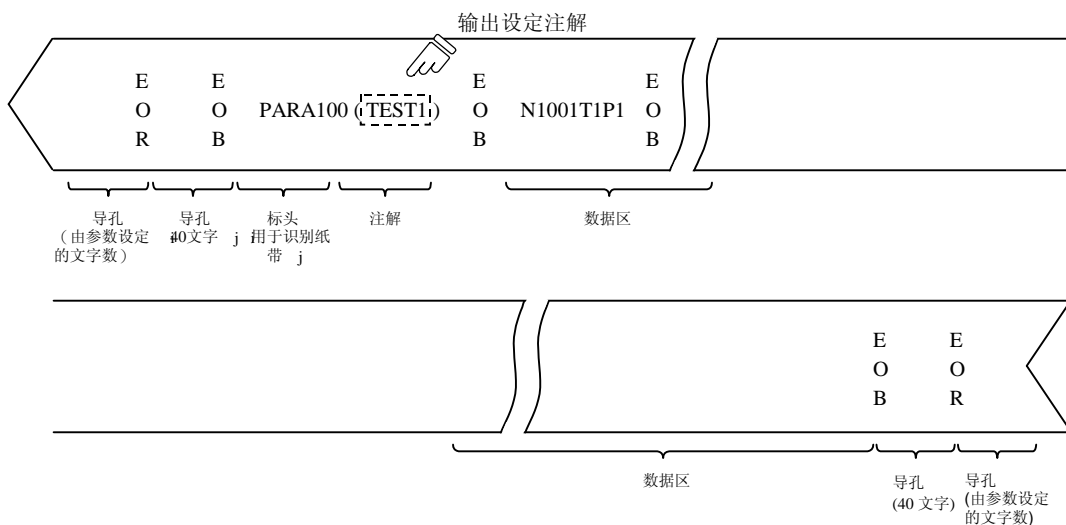 输出设定注解
E E E E
O O PARA100 (TEST1) O N1001T1P1 O
R B B B
导孔 导孔 标头 注解 数据区
(由参数设定 40文字 j 用于识别纸
的文字数) 带 j
E E
O O
B R
数据区 导孔 导孔
(40 文字) (由参数设定
的文字数)